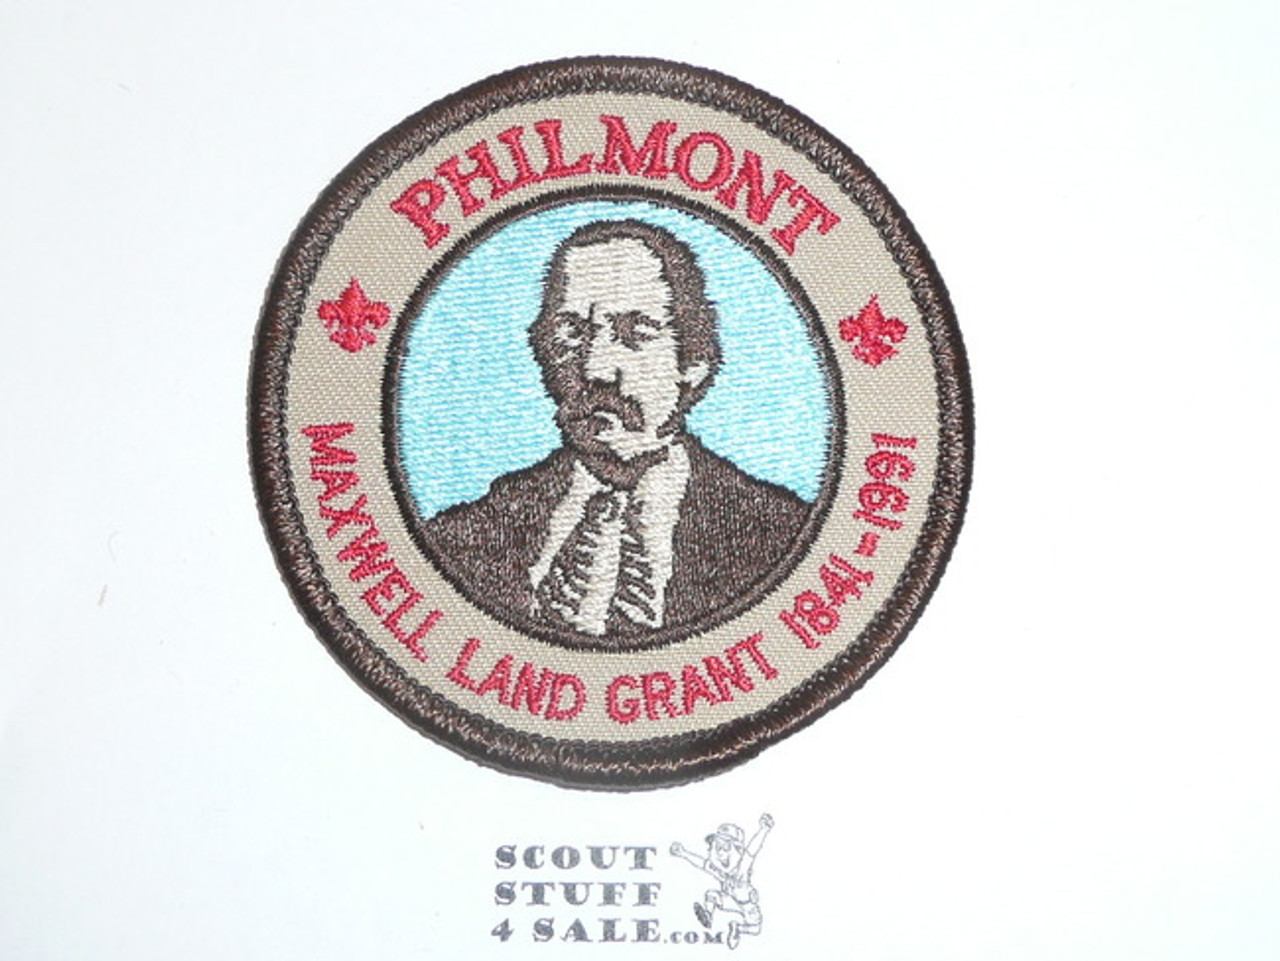 PHILMONT
MAXWELL LAND GRANT 1841-1991
SCOUT
STUFF
4 SALE.COM